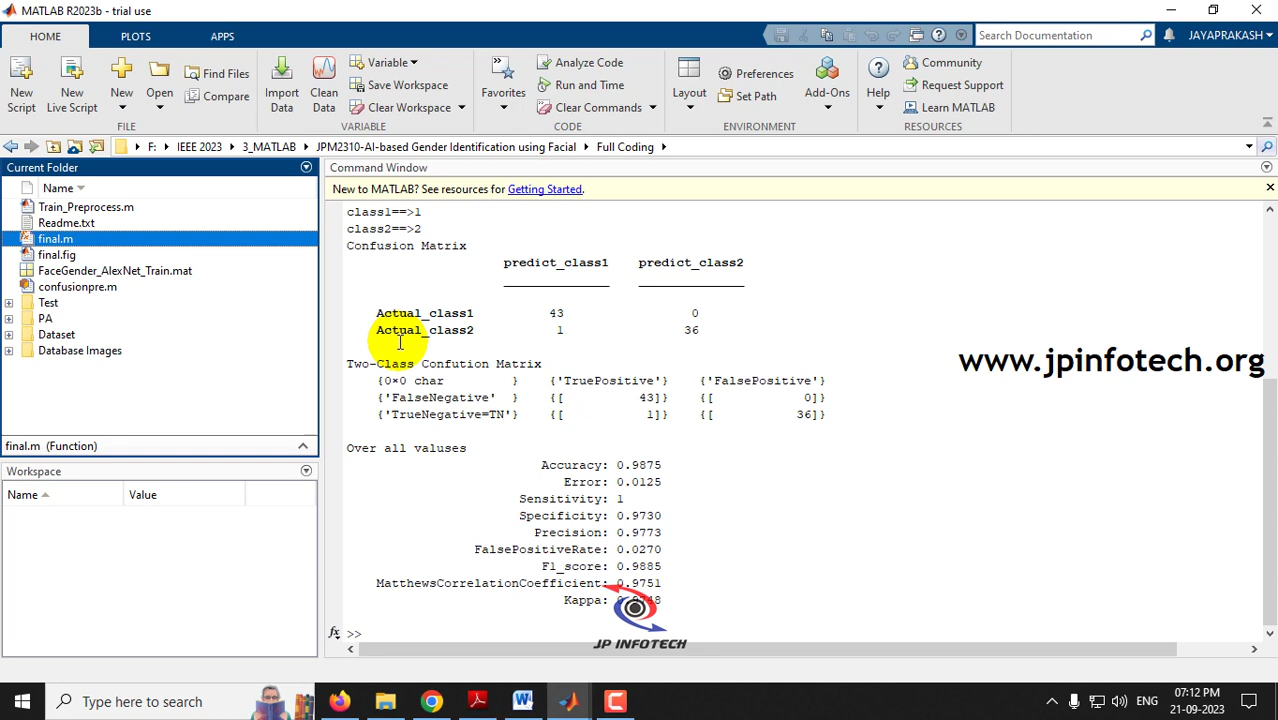 MATLAB R2023b - trial use
HOME PLOTS APPS
Search Documentation
JAYAPRAKASH
New Script
New Live Script
New
Open
Find Files
Compare
FILE
Import Data
Clean Data
Variable
Save Workspace
Clear Workspace
VARIABLE
Favorites
Analyze Code
Run and Time
Clear Commands
CODE
Layout
Preferences
Set Path
ENVIRONMENT
Add-Ons
Help
Community
Request Support
Learn MATLAB
RESOURCES
F: IEEE 2023 3_MATLAB JPM2310-AI-based Gender Identification using Facial Full Coding
Current Folder
Name
Train_Preprocess.m
Readme.txt
final.m
final.fig
FaceGender_AlexNet_Train.mat
confusionpre.m
Test
PA
Dataset
Database Images
final.m (Function)
Workspace
Name Value
Command Window
New to MATLAB? See resources for Getting Started.
class1==>1
class2==>2
Confusion Matrix
predict_class1 predict_class2
Actual_class1 43 0
Actual_class2 1 36
Two-Class Confution Matrix
{0×0 char } {'TruePositive'} {'FalsePositive'}
{'FalseNegative' } {[ 43]} {[ 0]}
{'TrueNegative=TN'} {[ 1]} {[ 36]}
Over all valuses
Accuracy: 0.9875
Error: 0.0125
Sensitivity: 1
Specificity: 0.9730
Precision: 0.9773
FalsePositiveRate: 0.0270
F1_score: 0.9885
MatthewsCorrelationCoefficient: 0.9751
Kappa:
fx >>
www.jpinfotech.org
JP INFOTECH
Type here to search
ENG
07:12 PM
21-09-2023